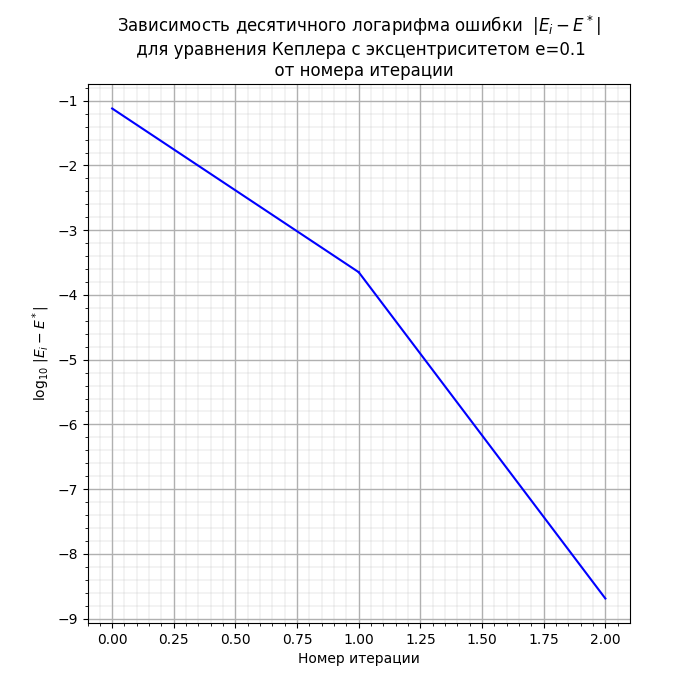 Зависимость десятичного логарифма ошибки |E_i − E^*|
для уравнения Кеплера с эксцентриситетом e=0.1
от номера итерации
log₁₀ |E_i − E^*|
−1
−2
−3
−4
−5
−6
−7
−8
−9
0.00 0.25 0.50 0.75 1.00 1.25 1.50 1.75 2.00
Номер итерации